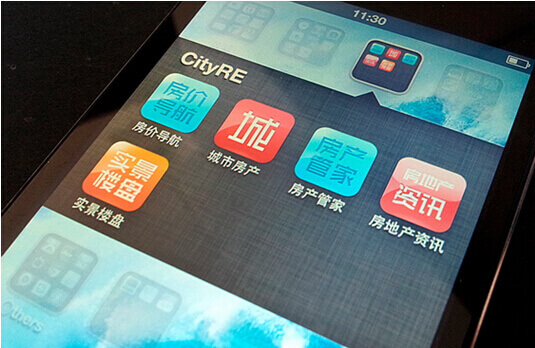 11:30
CityRE
房价
导航
房价导航
城
城市房产
房产
管家
房产管家
房地产
资讯
房地产资讯
实景
楼盘
实景楼盘
Others